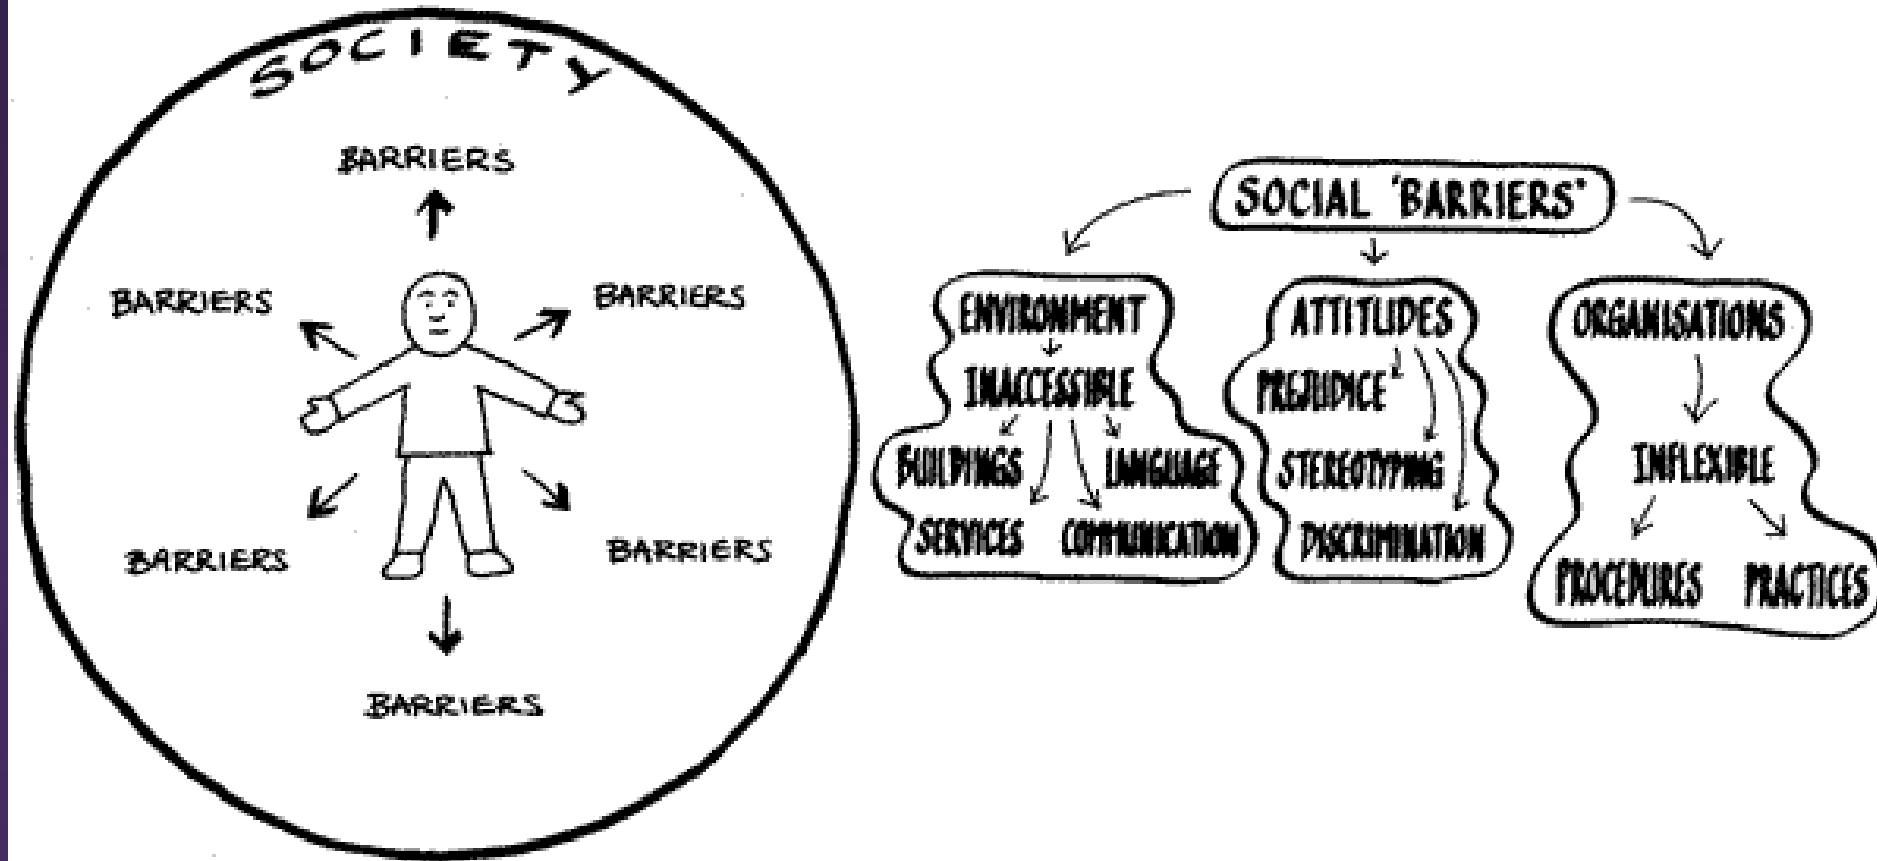 SOCIETY
BARRIERS
BARRIERS
BARRIERS
BARRIERS
BARRIERS
BARRIERS
SOCIAL 'BARRIERS'
ENVIRONMENT
INACCESSIBLE
BUILDINGS LANGUAGE
SERVICES COMMUNICATION
ATTITUDES
PREJUDICE
STEREOTYPING
DISCRIMINATION
ORGANISATIONS
INFLEXIBLE
PROCEDURES PRACTICES